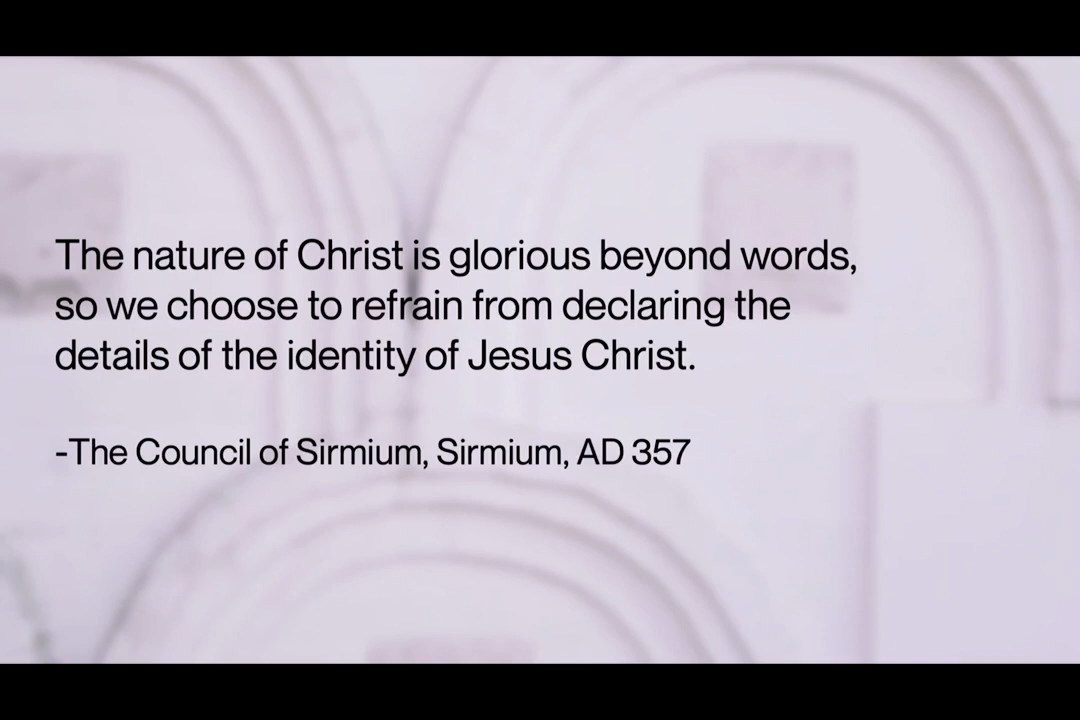 The nature of Christ is glorious beyond words,
so we choose to refrain from declaring the
details of the identity of Jesus Christ.
-The Council of Sirmium, Sirmium, AD 357